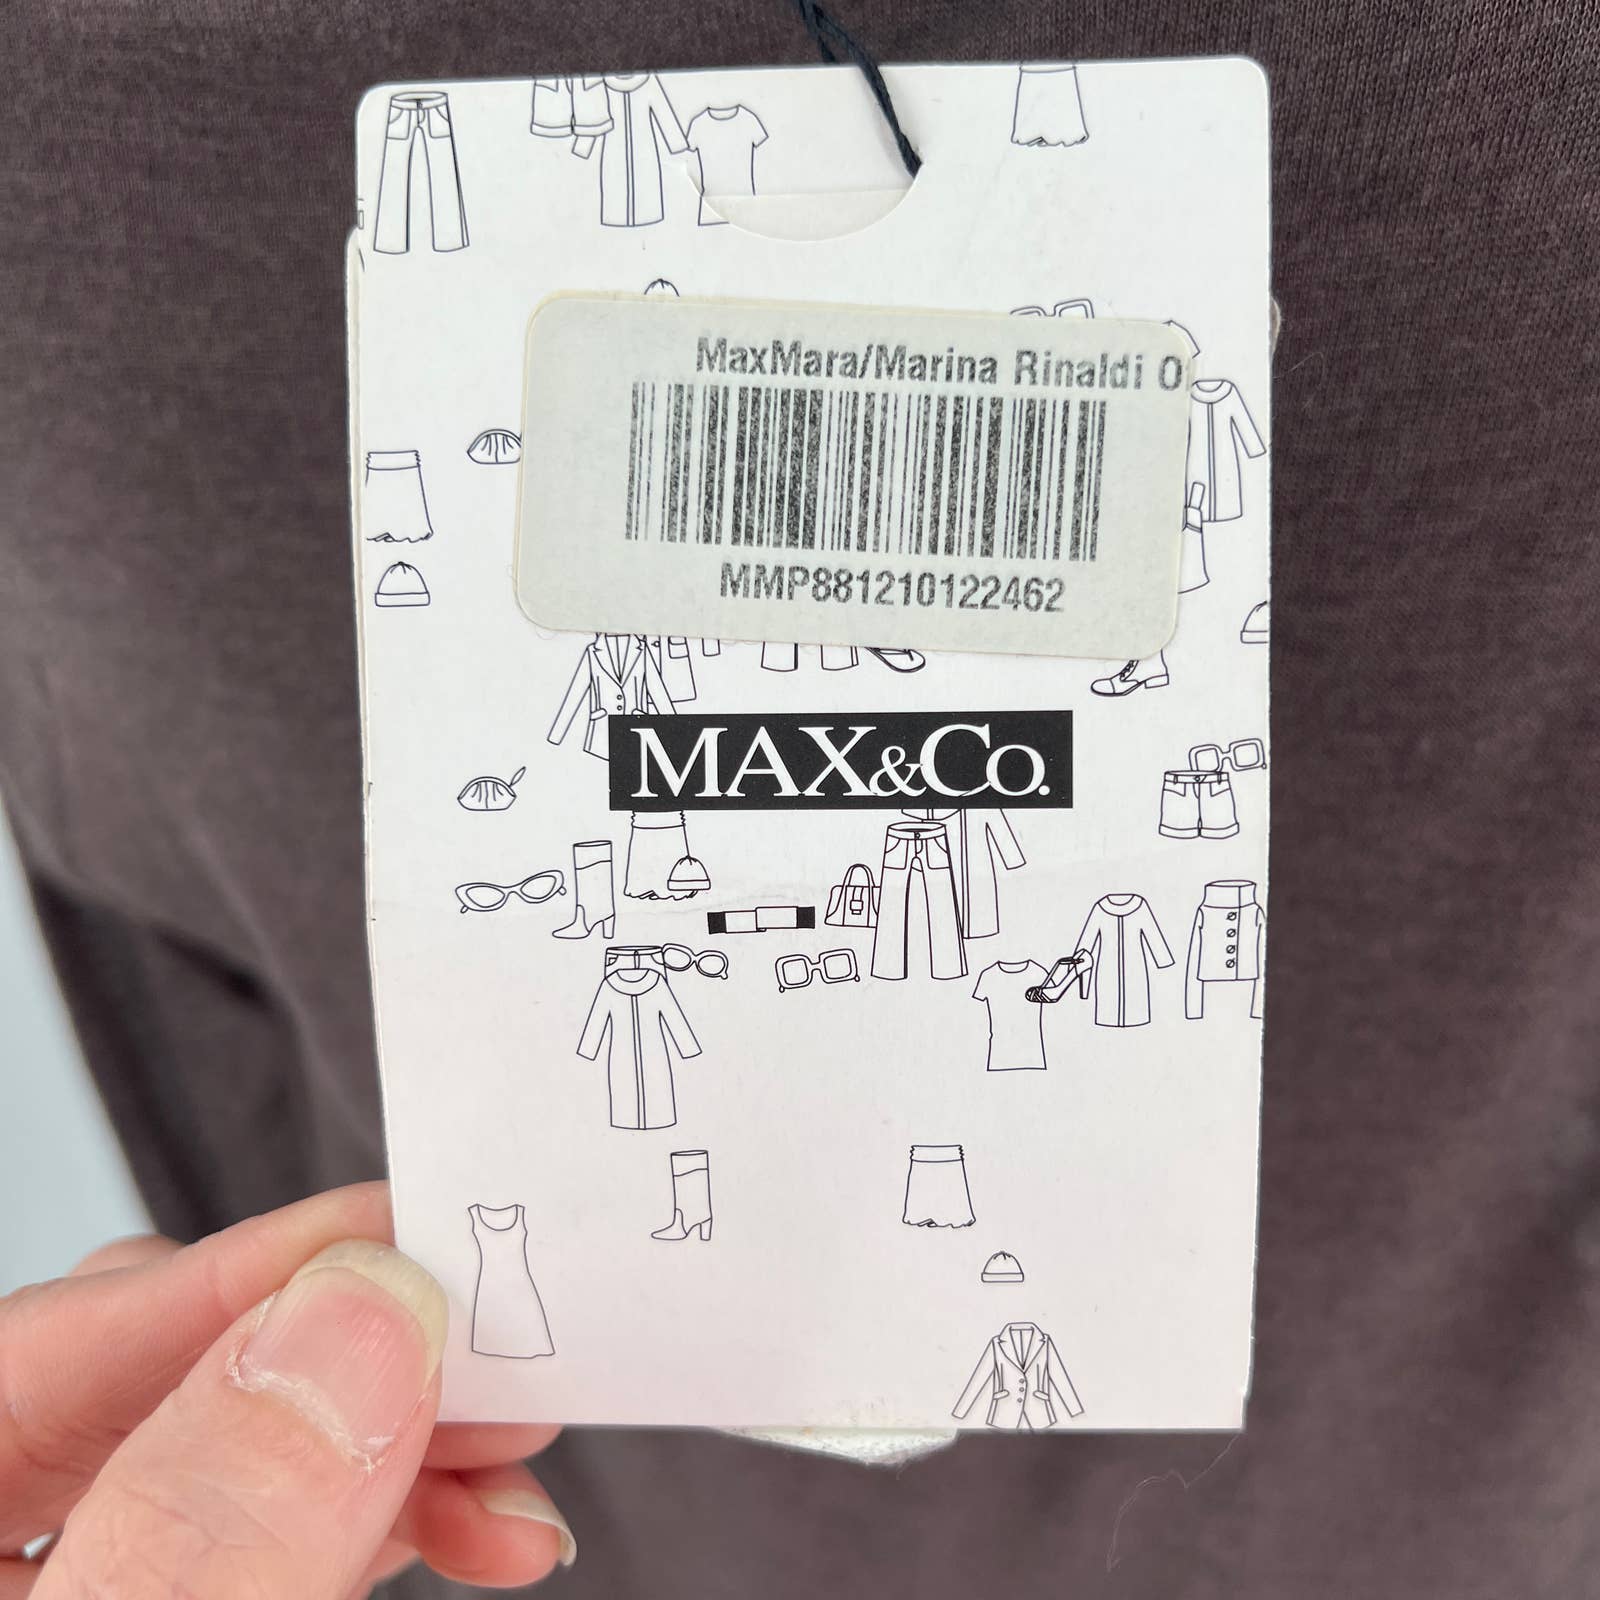 MaxMara/Marina Rinaldi O
MMP881210122462
MAX&Co.